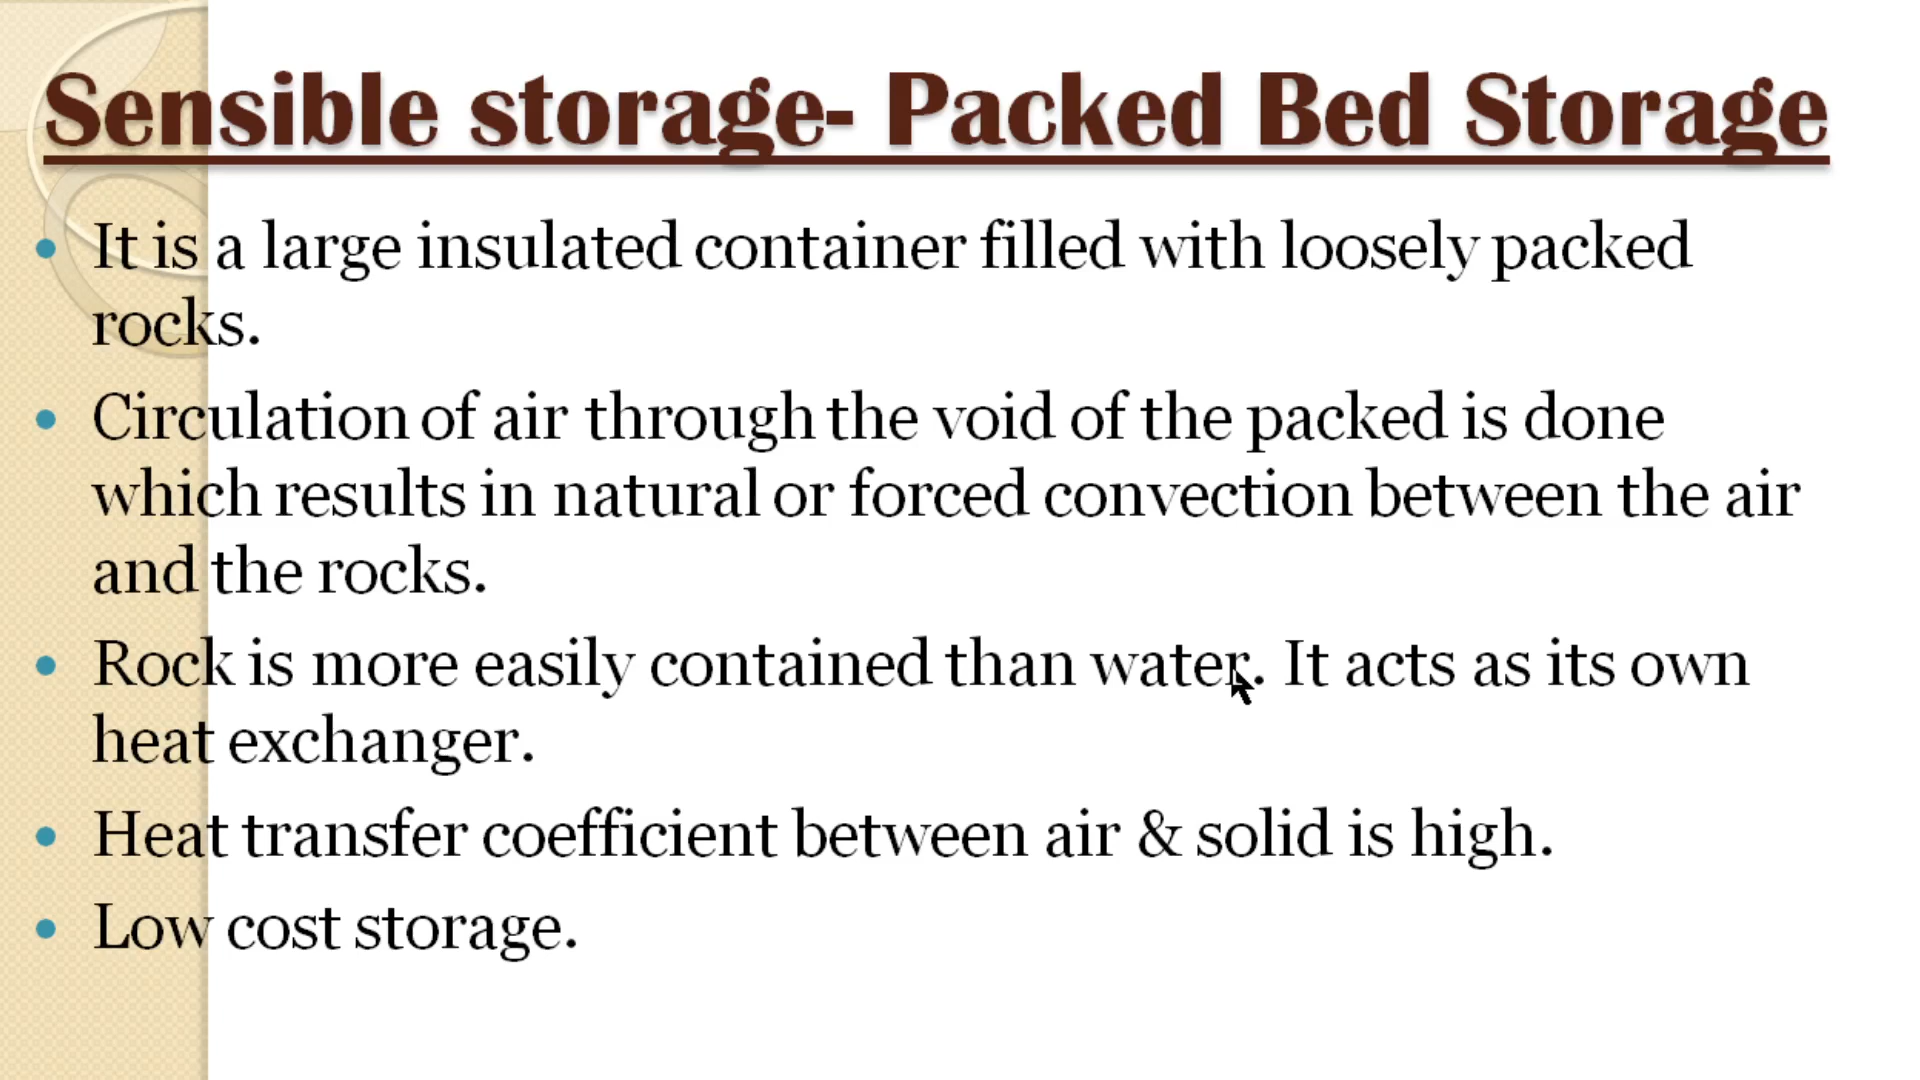 Sensible storage- Packed Bed Storage
It is a large insulated container filled with loosely packed
rocks.
Circulation of air through the void of the packed is done
which results in natural or forced convection between the air
and the rocks.
Rock is more easily contained than water. It acts as its own
heat exchanger.
Heat transfer coefficient between air & solid is high.
Low cost storage.